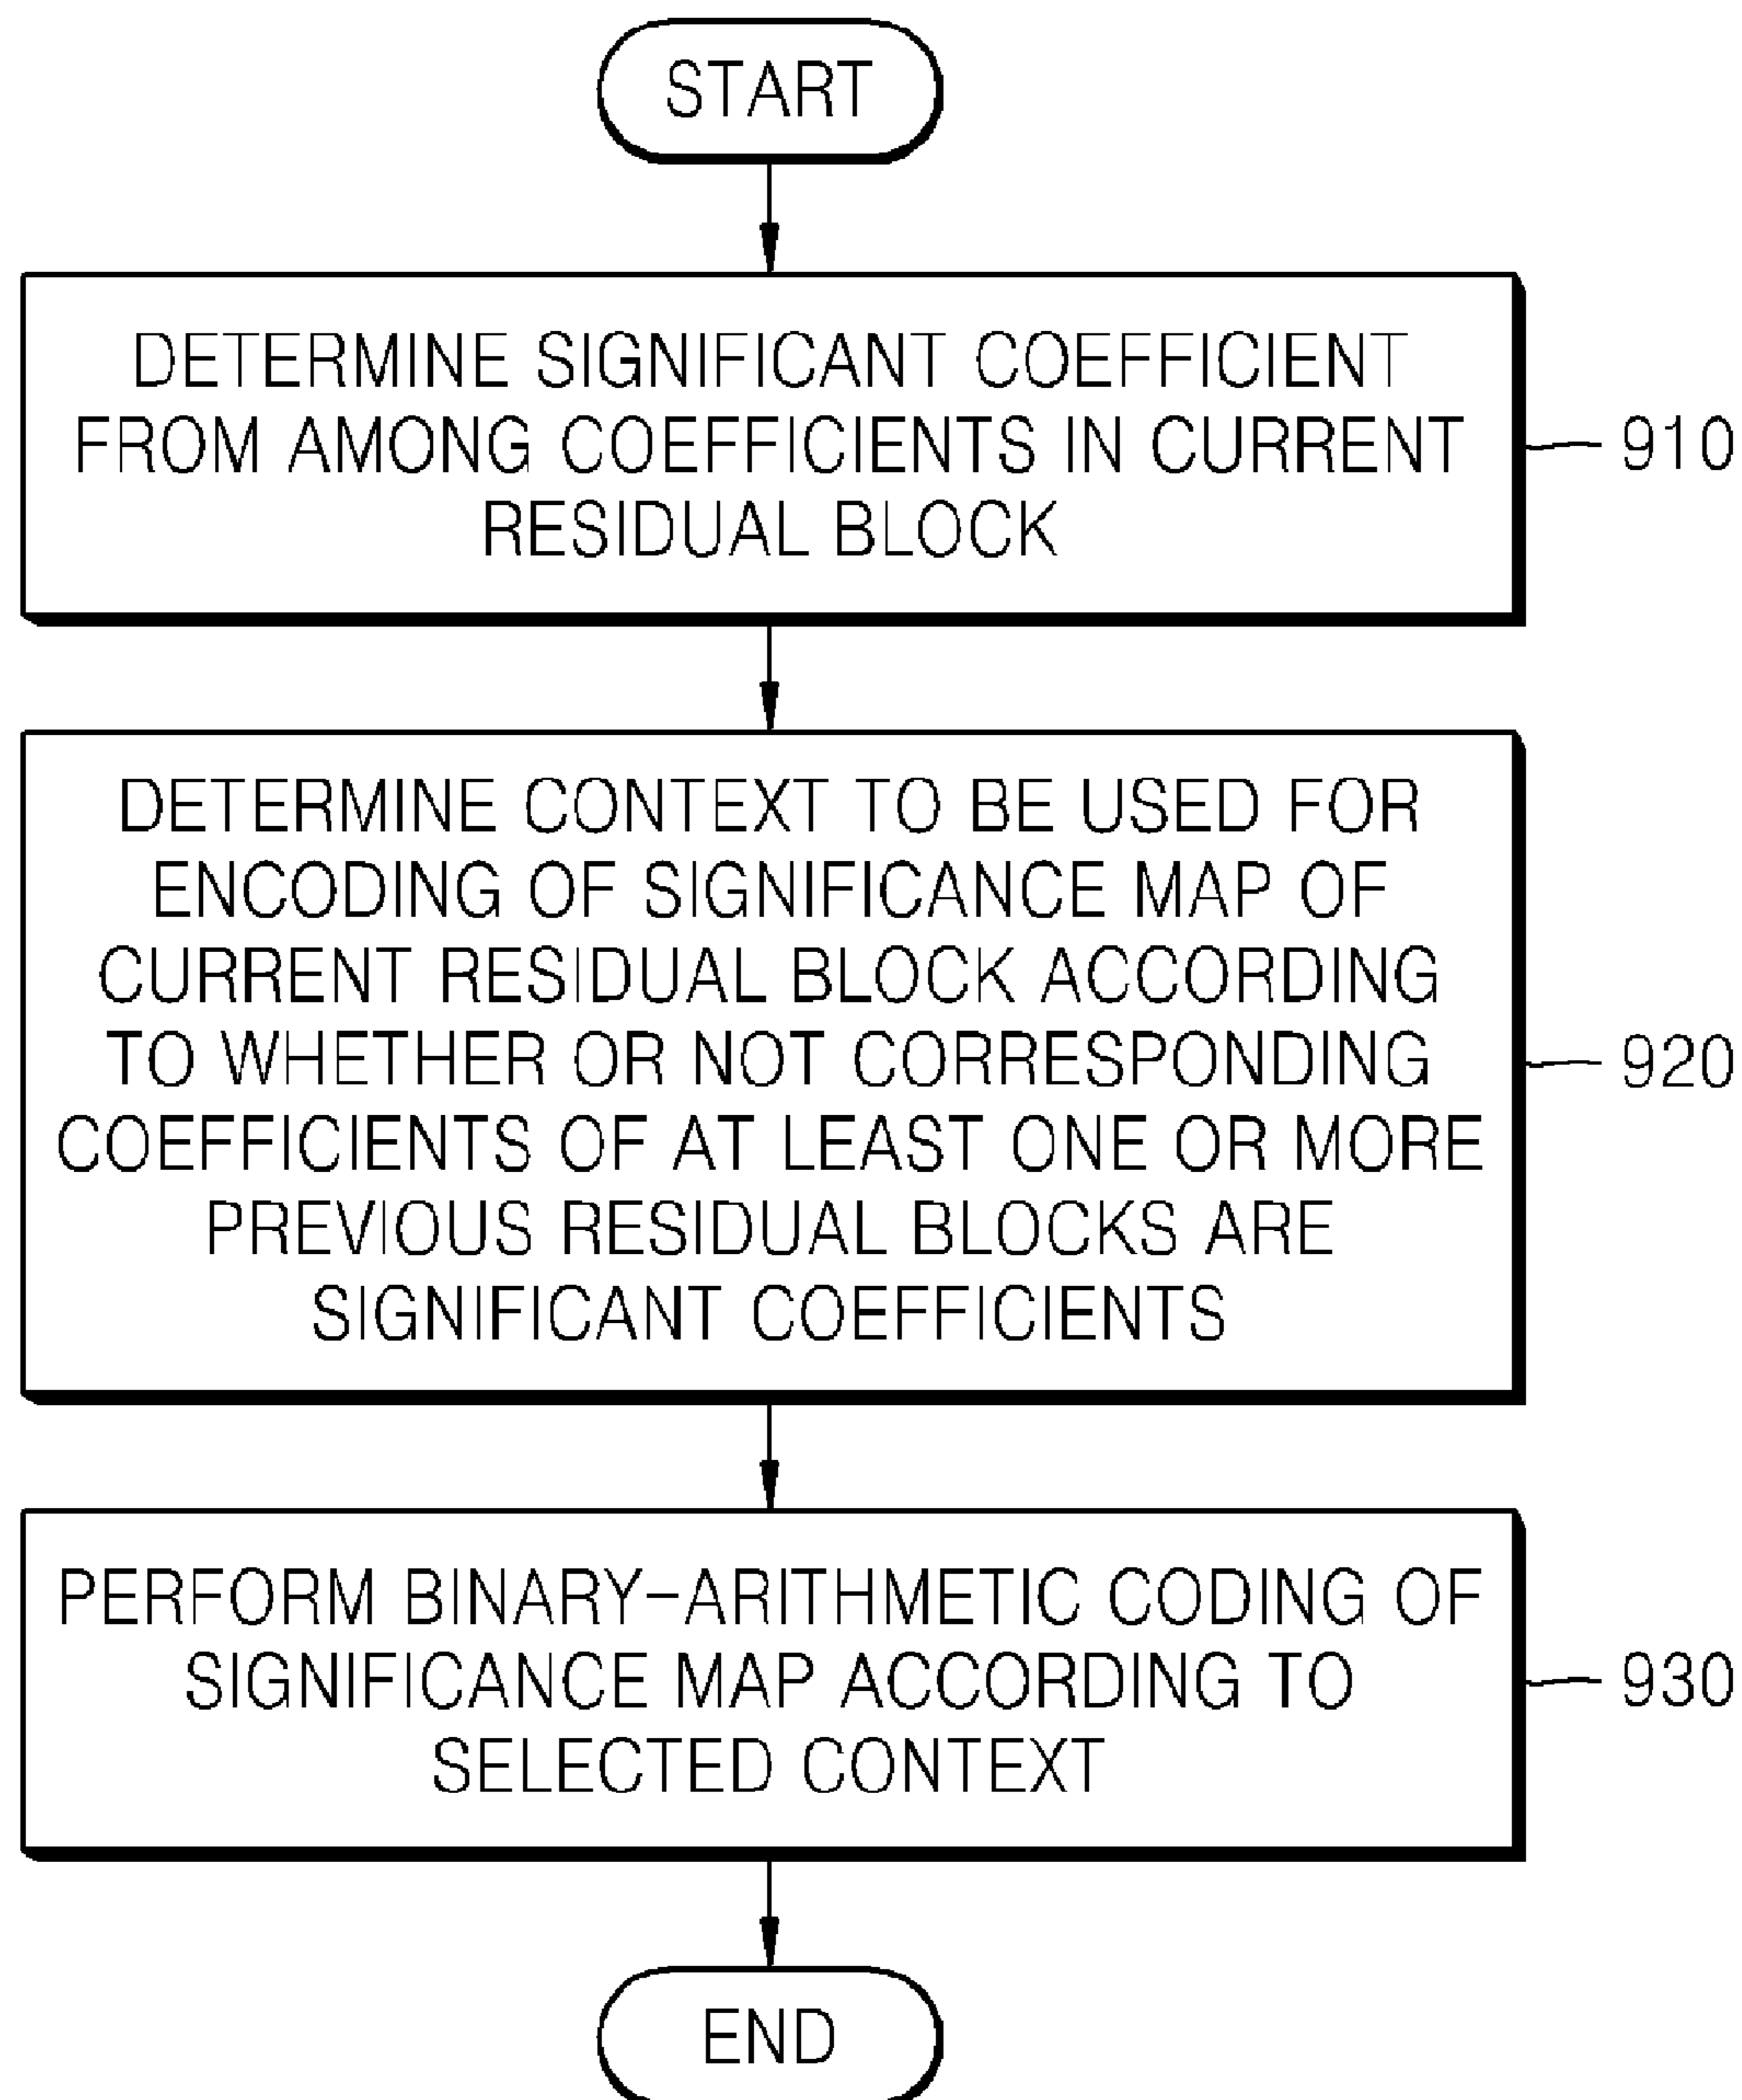 START
DETERMINE SIGNIFICANT COEFFICIENT
FROM AMONG COEFFICIENTS IN CURRENT
RESIDUAL BLOCK
910
DETERMINE CONTEXT TO BE USED FOR
ENCODING OF SIGNIFICANCE MAP OF
CURRENT RESIDUAL BLOCK ACCORDING
TO WHETHER OR NOT CORRESPONDING
COEFFICIENTS OF AT LEAST ONE OR MORE
PREVIOUS RESIDUAL BLOCKS ARE
SIGNIFICANT COEFFICIENTS
920
PERFORM BINARY-ARITHMETIC CODING OF
SIGNIFICANCE MAP ACCORDING TO
SELECTED CONTEXT
930
END